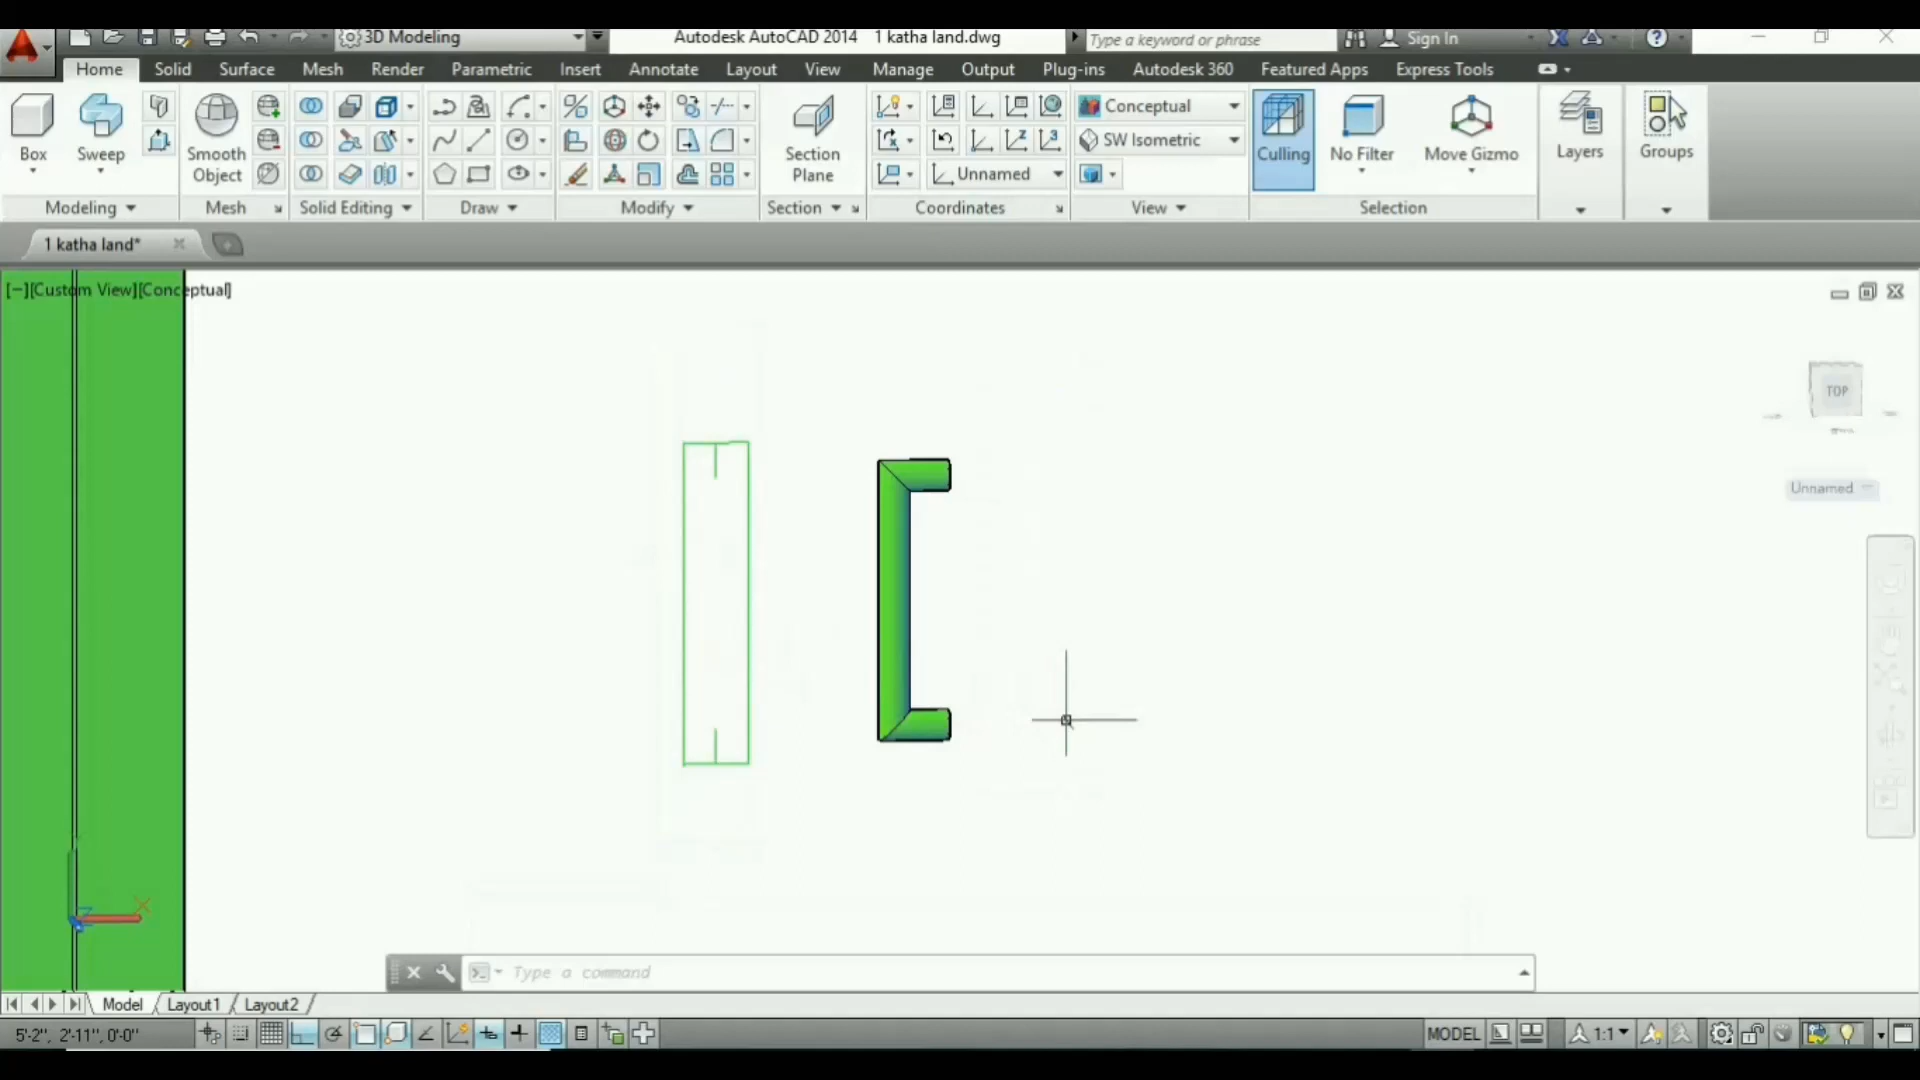 3D Modeling Autodesk AutoCAD 2014 1 katha land.dwg Type a keyword or phrase Sign In
Home Solid Surface Mesh Render Parametric Insert Annotate Layout View Manage Output Plug-ins Autodesk 360 Featured Apps Express Tools
Conceptual
SW Isometric
Box Sweep Smooth Object Section Plane Unnamed Culling No Filter Move Gizmo Layers Groups
Modeling Mesh Solid Editing Draw Modify Section Coordinates View Selection
1 katha land*
[−][Custom View][Conceptual]
TOP
Unnamed
X
Type a command
Model Layout1 Layout2
5'-2", 2'-11", 0'-0" MODEL 1:1